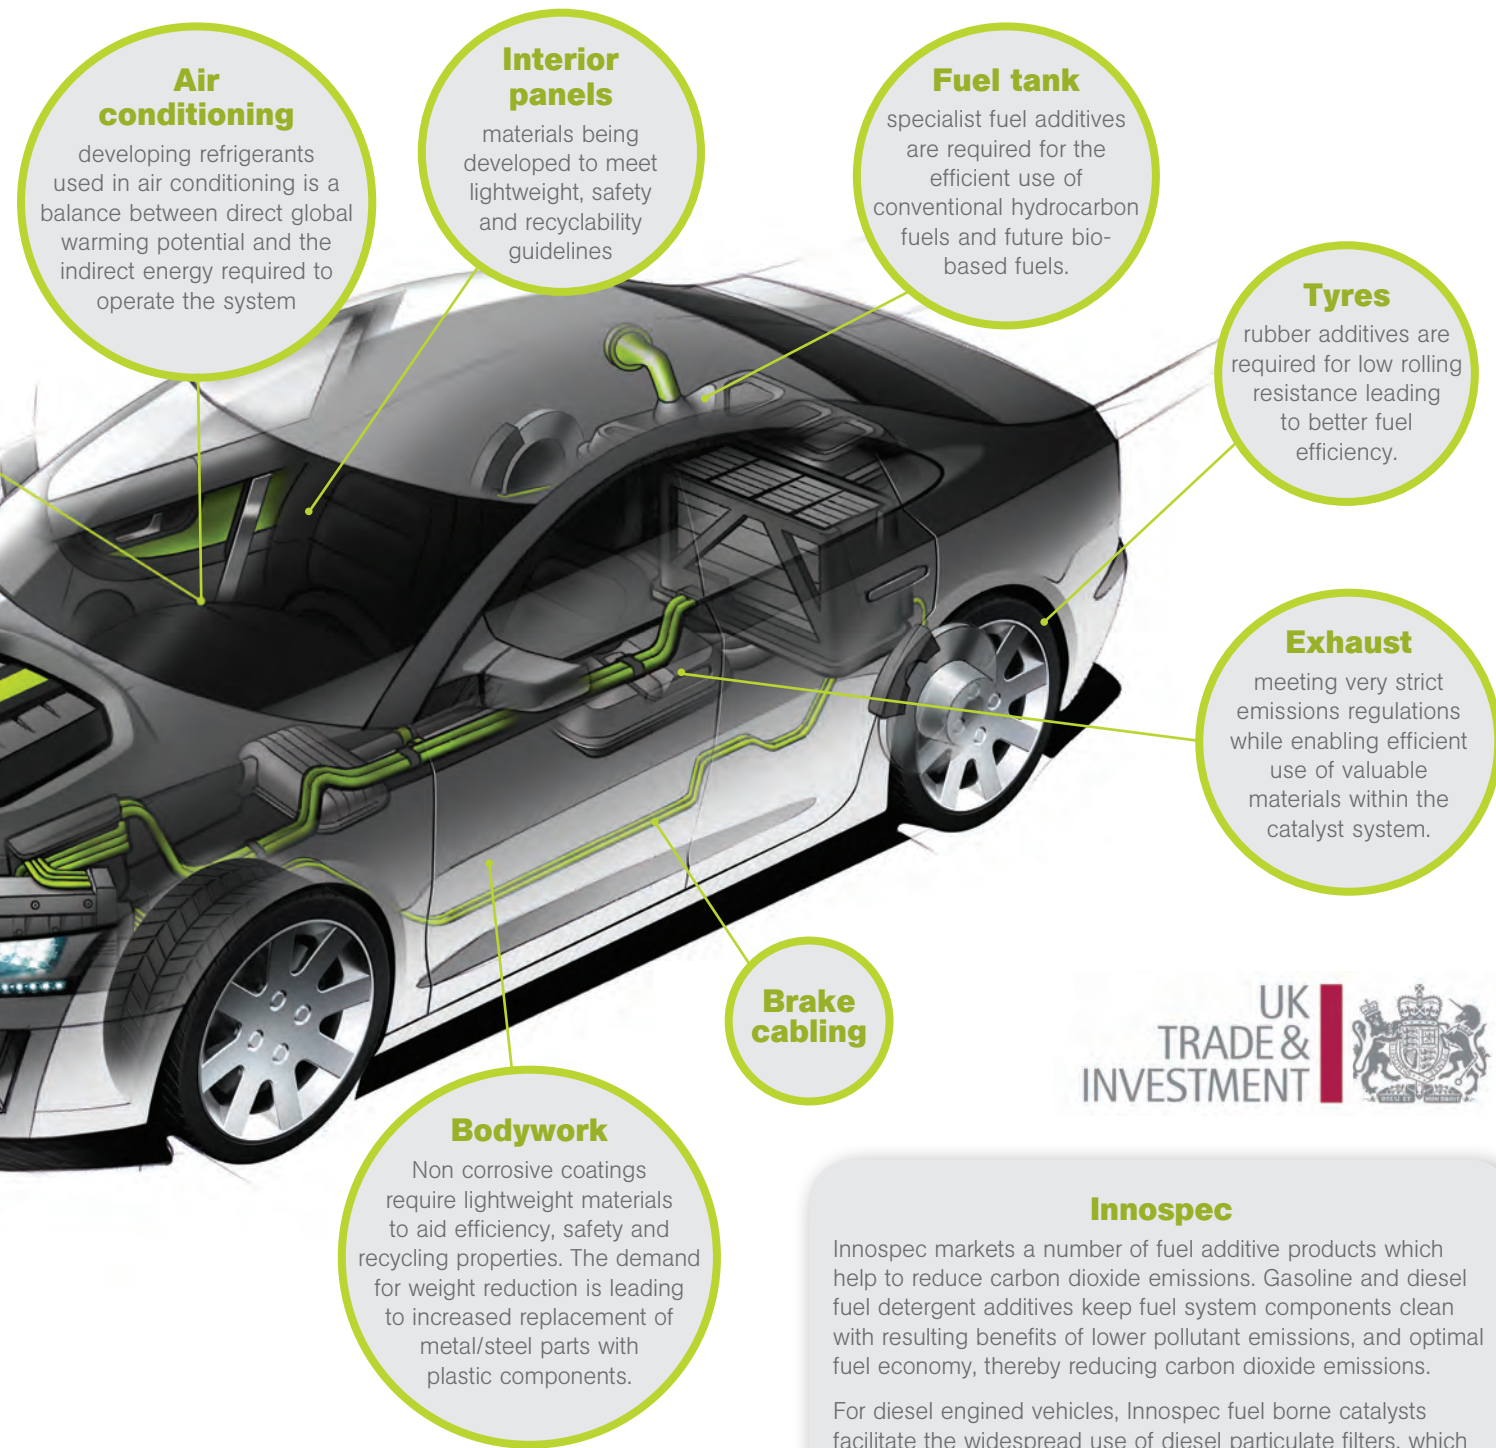 Air
conditioning
developing refrigerants
used in air conditioning is a
balance between direct global
warming potential and the
indirect energy required to
operate the system
Interior
panels
materials being
developed to meet
lightweight, safety
and recyclability
guidelines
Fuel tank
specialist fuel additives
are required for the
efficient use of
conventional hydrocarbon
fuels and future bio-
based fuels.
Tyres
rubber additives are
required for low rolling
resistance leading
to better fuel
efficiency.
Exhaust
meeting very strict
emissions regulations
while enabling efficient
use of valuable
materials within the
catalyst system.
Brake
cabling
Bodywork
Non corrosive coatings
require lightweight materials
to aid efficiency, safety and
recycling properties. The demand
for weight reduction is leading
to increased replacement of
metal/steel parts with
plastic components.
UK
TRADE &
INVESTMENT
Innospec
Innospec markets a number of fuel additive products which
help to reduce carbon dioxide emissions. Gasoline and diesel
fuel detergent additives keep fuel system components clean
with resulting benefits of lower pollutant emissions, and optimal
fuel economy, thereby reducing carbon dioxide emissions.
For diesel engined vehicles, Innospec fuel borne catalysts
facilitate the widespread use of diesel particulate filters, which